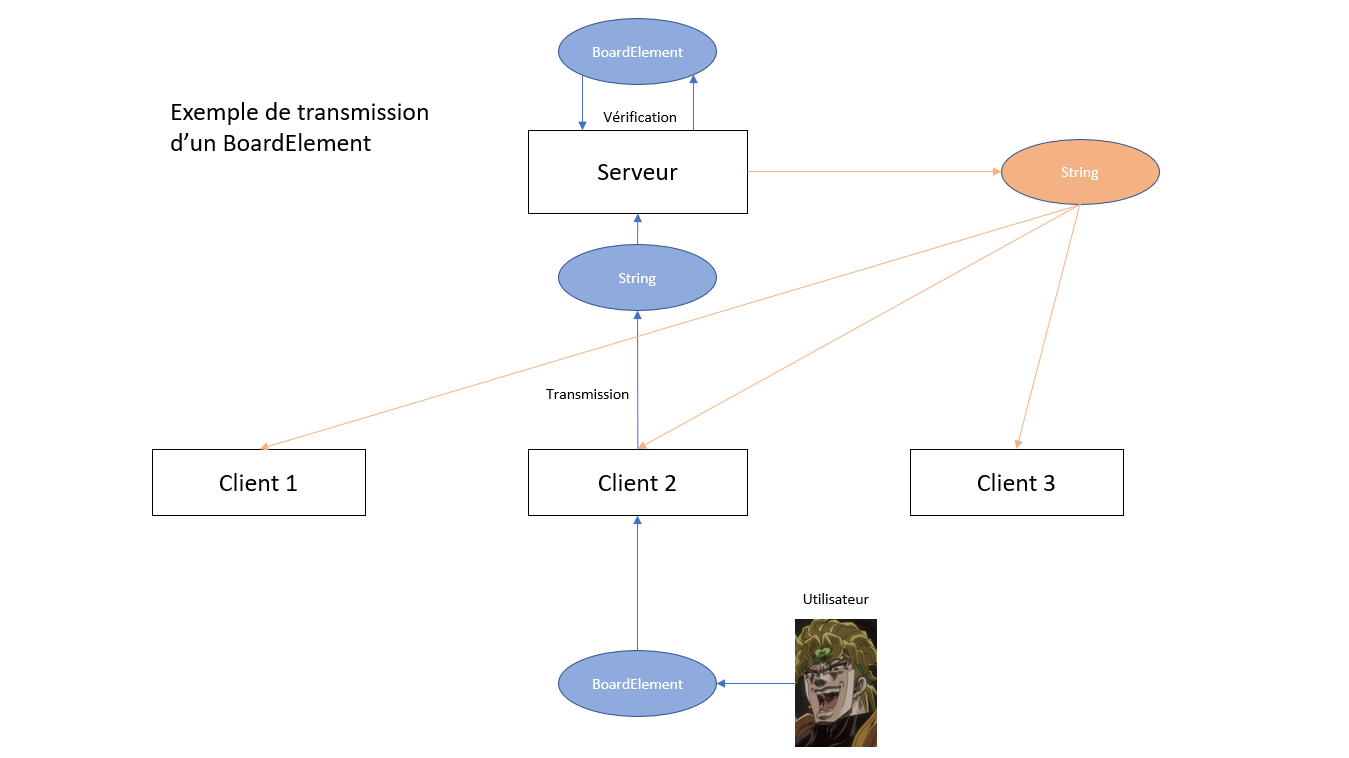 BoardElement
Exemple de transmission
d’un BoardElement
Vérification
Serveur
String
String
Transmission
Client 1
Client 2
Client 3
Utilisateur
BoardElement